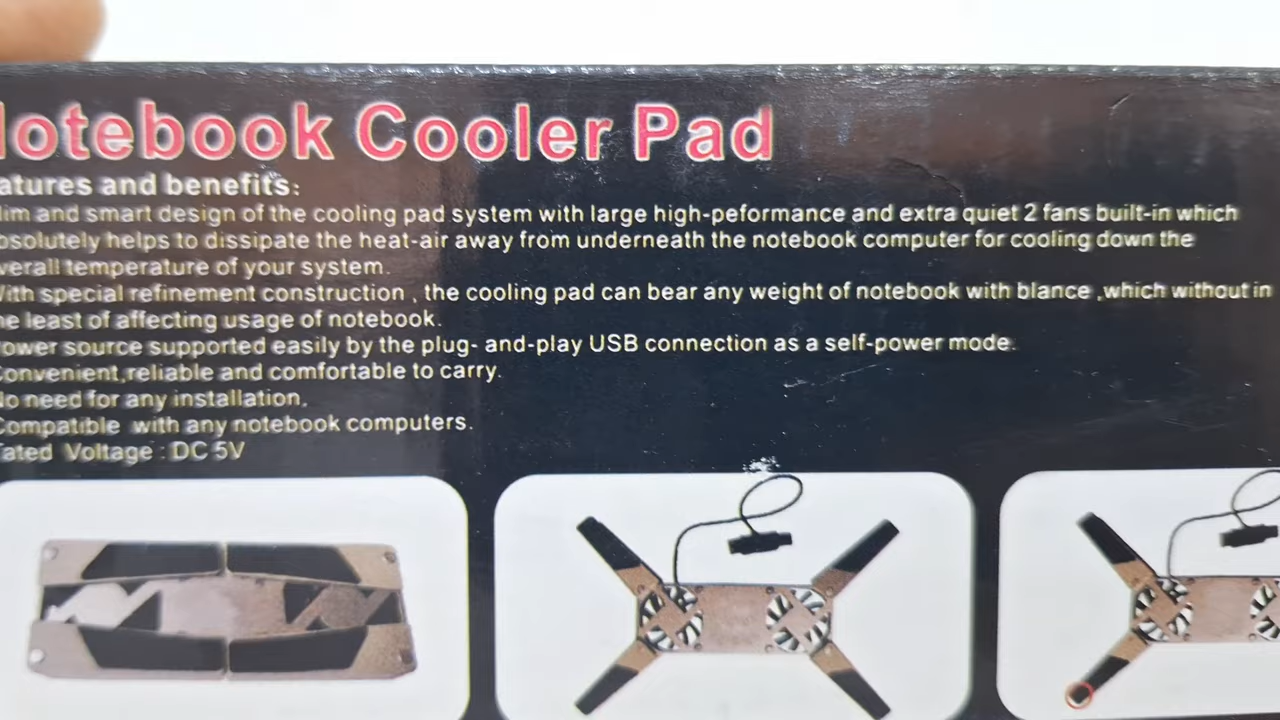 otebook Cooler Pad
atures and benefits:
lim and smart design of the cooling pad system with large high-peformance and extra quiet 2 fans built-in which
bsolutely helps to dissipate the heat-air away from underneath the notebook computer for cooling down the
verall temperature of your system.
With special refinement construction , the cooling pad can bear any weight of notebook with blance ,which without in
he least of affecting usage of notebook.
ower source supported easily by the plug- and-play USB connection as a self-power mode.
Convenient,reliable and comfortable to carry.
No need for any installation.
Compatible with any notebook computers.
ated Voltage : DC 5V